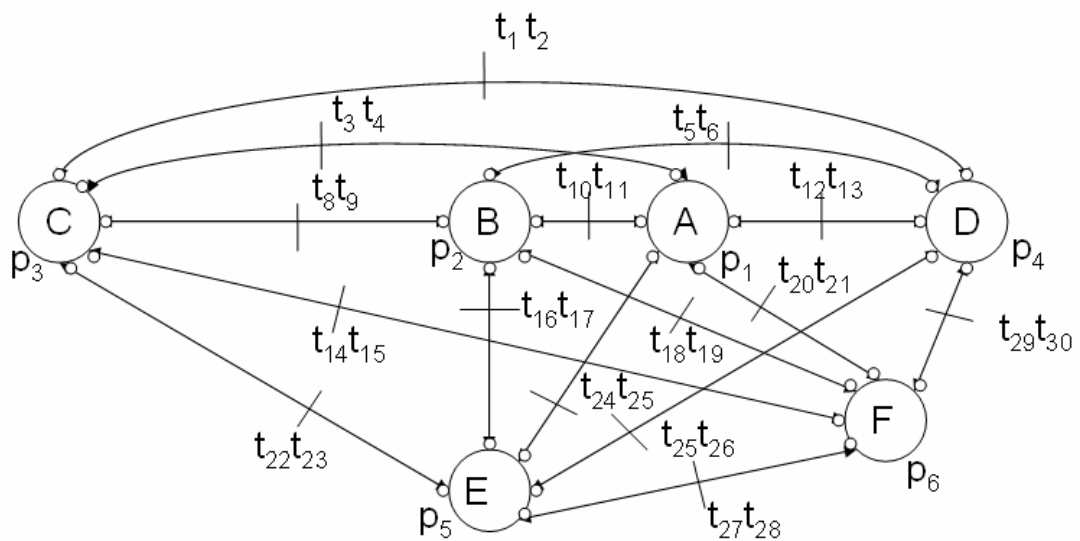 t₁ t₂
t₃ t₄
t₅t₆
t₈t₉
t₁₀t₁₁
t₁₂t₁₃
C
B
A
D
p₃
p₂
p₁
p₄
t₂₀t₂₁
t₁₆t₁₇
t₁₄t₁₅
t₁₈t₁₉
t₂₉t₃₀
t₂₄t₂₅
F
t₂₂t₂₃
t₂₅t₂₆
p₆
E
p₅
t₂₇t₂₈